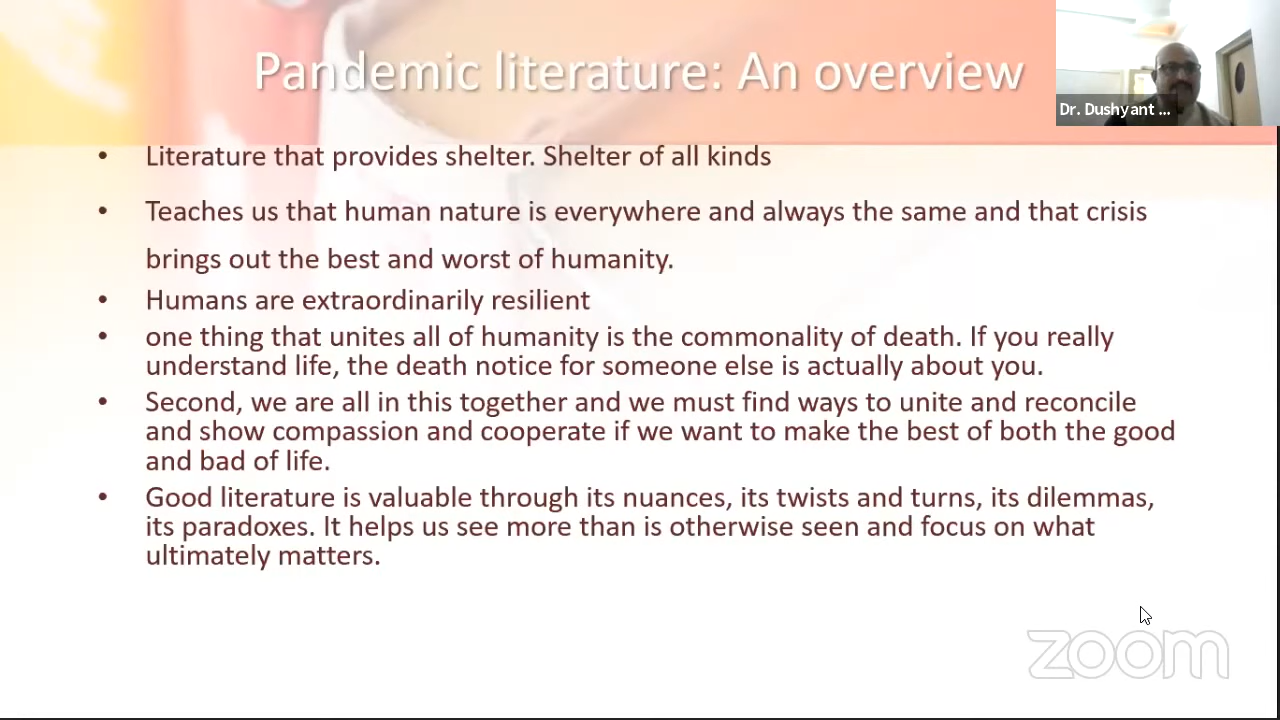 Pandemic literature: An overview
Dr. Dushyant ...
• Literature that provides shelter. Shelter of all kinds
• Teaches us that human nature is everywhere and always the same and that crisis
brings out the best and worst of humanity.
• Humans are extraordinarily resilient
• one thing that unites all of humanity is the commonality of death. If you really
understand life, the death notice for someone else is actually about you.
• Second, we are all in this together and we must find ways to unite and reconcile
and show compassion and cooperate if we want to make the best of both the good
and bad of life.
• Good literature is valuable through its nuances, its twists and turns, its dilemmas,
its paradoxes. It helps us see more than is otherwise seen and focus on what
ultimately matters.
zoom